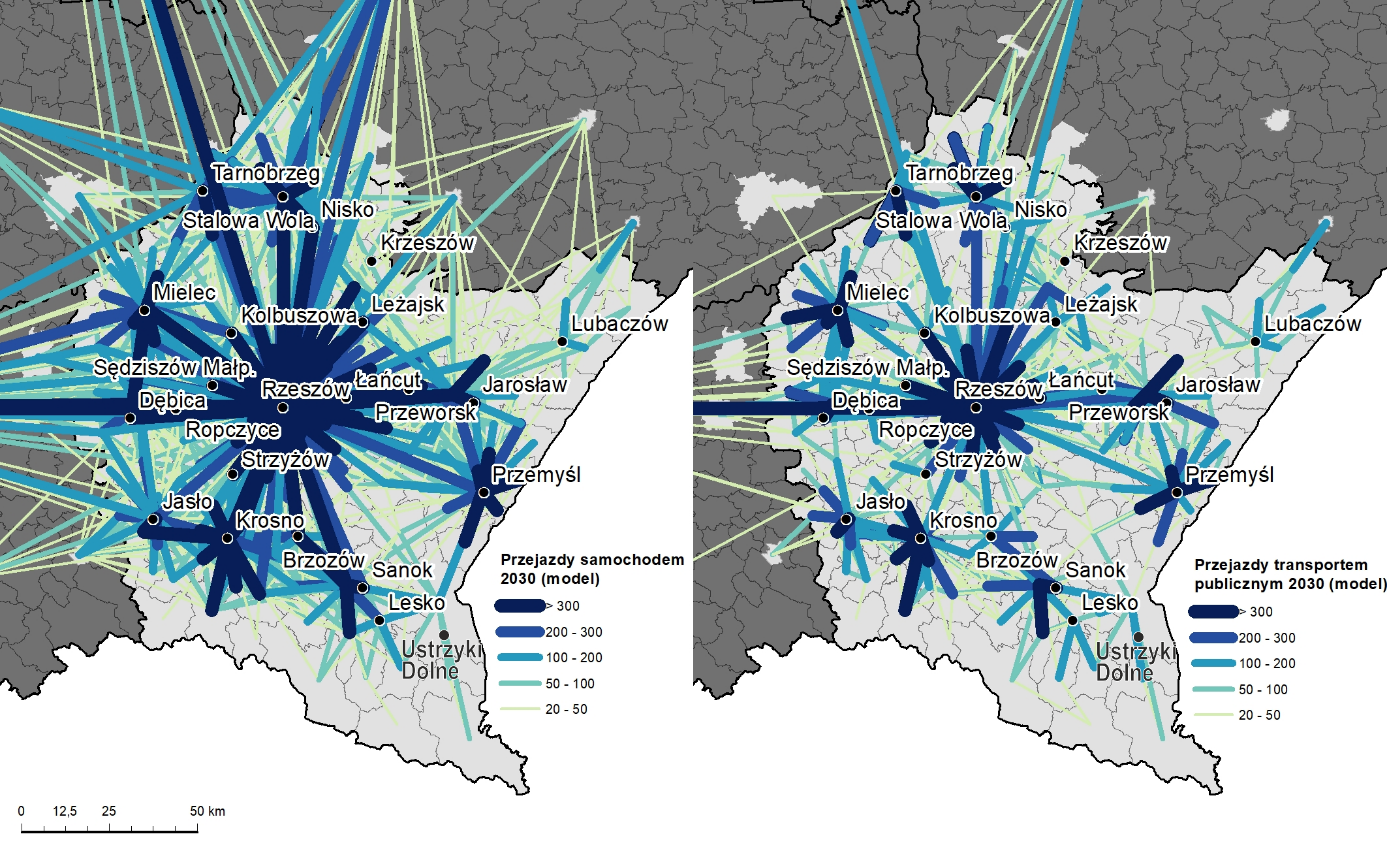 Tarnobrzeg
Stalowa Wola
Nisko
Krzeszów
Mielec
Kolbuszowa
Leżajsk
Lubaczów
Sędziszów Małp.
Rzeszów
Łańcut
Jarosław
Dębica
Przeworsk
Ropczyce
Strzyżów
Przemyśl
Jasło
Krosno
Brzozów
Sanok
Lesko
Ustrzyki
Dolne
Przejazdy samochodem
2030 (model)
> 300
200 - 300
100 - 200
50 - 100
20 - 50
0 12,5 25 50 km
Tarnobrzeg
Stalowa Wola
Nisko
Krzeszów
Mielec
Kolbuszowa
Leżajsk
Lubaczów
Sędziszów Małp.
Rzeszów
Łańcut
Jarosław
Dębica
Przeworsk
Ropczyce
Strzyżów
Przemyśl
Jasło
Krosno
Brzozów
Sanok
Lesko
Ustrzyki
Dolne
Przejazdy transportem
publicznym 2030 (model)
> 300
200 - 300
100 - 200
50 - 100
20 - 50